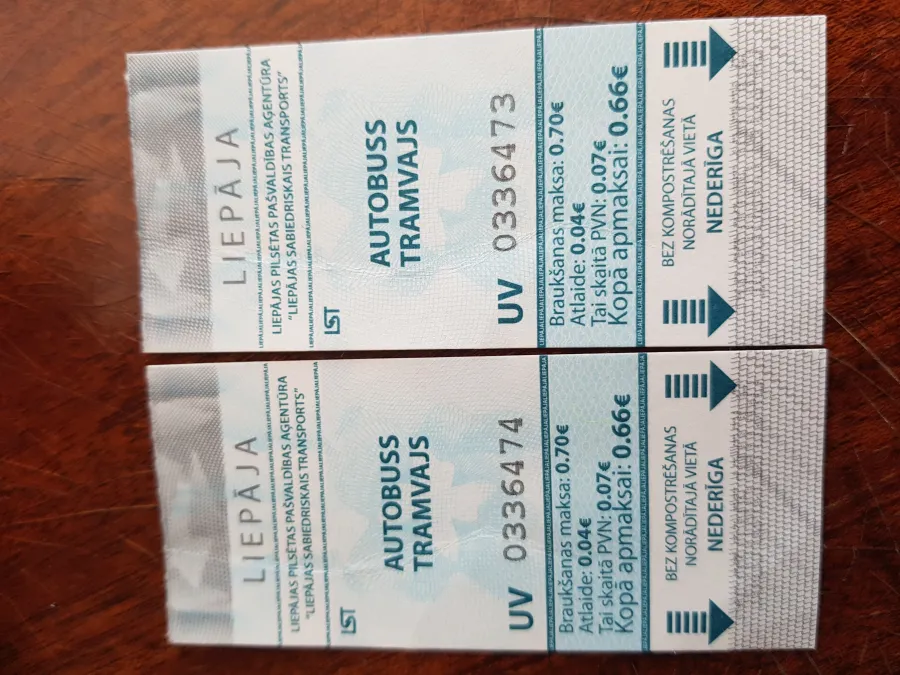 LIEPĀJA
LIEPĀJAS PILSĒTAS PAŠVALDĪBAS AĢENTŪRA
"LIEPĀJAS SABIEDRISKAIS TRANSPORTS"
LST
AUTOBUSS
TRAMVAJS
UV 0336473
Braukšanas maksa: 0.70€
Atlaide: 0.04€
Tai skaitā PVN: 0.07€
Kopā apmaksai: 0.66€
BEZ KOMPOSTRĒŠANAS
NORĀDĪTAJĀ VIETĀ
NEDERĪGA
LIEPĀJA
LIEPĀJAS PILSĒTAS PAŠVALDĪBAS AĢENTŪRA
"LIEPĀJAS SABIEDRISKAIS TRANSPORTS"
LST
AUTOBUSS
TRAMVAJS
UV 0336474
Braukšanas maksa: 0.70€
Atlaide: 0.04€
Tai skaitā PVN: 0.07€
Kopā apmaksai: 0.66€
BEZ KOMPOSTRĒŠANAS
NORĀDĪTAJĀ VIETĀ
NEDERĪGA